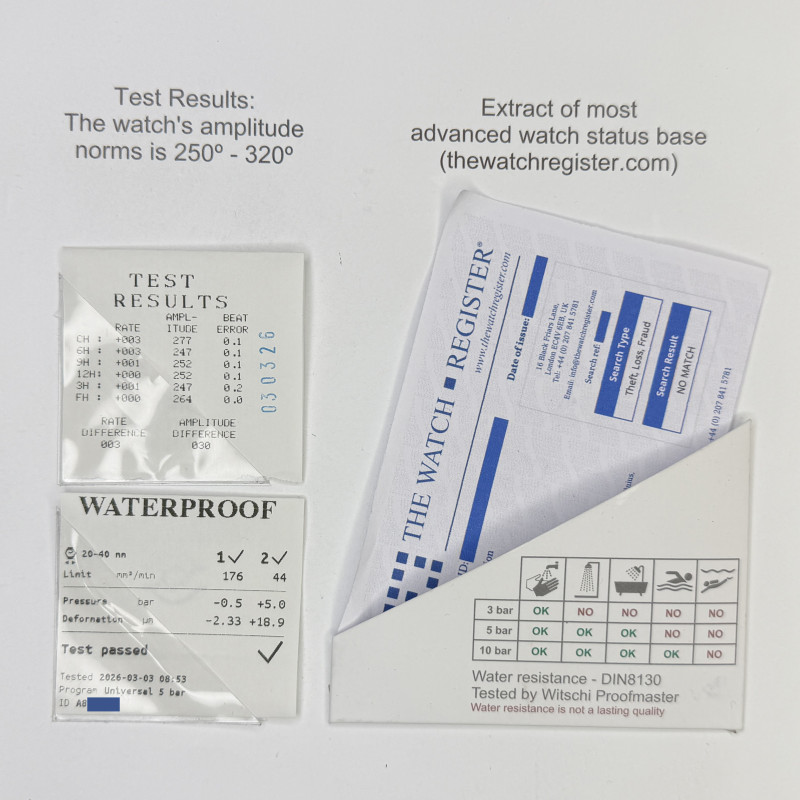 Test Results:
The watch's amplitude
norms is 250º - 320º
Extract of most
advanced watch status base
(thewatchregister.com)
TEST
RESULTS
RATE AMPL-ITUDE BEAT ERROR
CH : +003 277 0.1
6H : +003 247 0.1
9H : +001 252 0.1
12H: +000 252 0.1
3H : +001 247 0.2
FH : +000 264 0.0
RATE AMPLITUDE
DIFFERENCE DIFFERENCE
003 030
030326
WATERPROOF
20-40 mm 1✓ 2✓
Limit mm³/min 176 44
Pressure bar -0.5 +5.0
Deformation µm -2.33 +18.9
Test passed ✓
Tested 2026-03-03 08:53
Program Universal 5 bar
ID A8
THE WATCH REGISTER®
www.thewatchregister.com
Date of issue:
16 Black Friars Lane,
London EC4V 6EB, UK
Tel: +44 (0) 207 841 5781
Email: info@thewatchregister.com
Search ref:
Search Type
Theft, Loss, Fraud
Search Result
NO MATCH
+44 (0) 207 841 5781
3 bar OK NO NO NO NO
5 bar OK OK OK NO NO
10 bar OK OK OK OK NO
Water resistance - DIN8130
Tested by Witschi Proofmaster
Water resistance is not a lasting quality